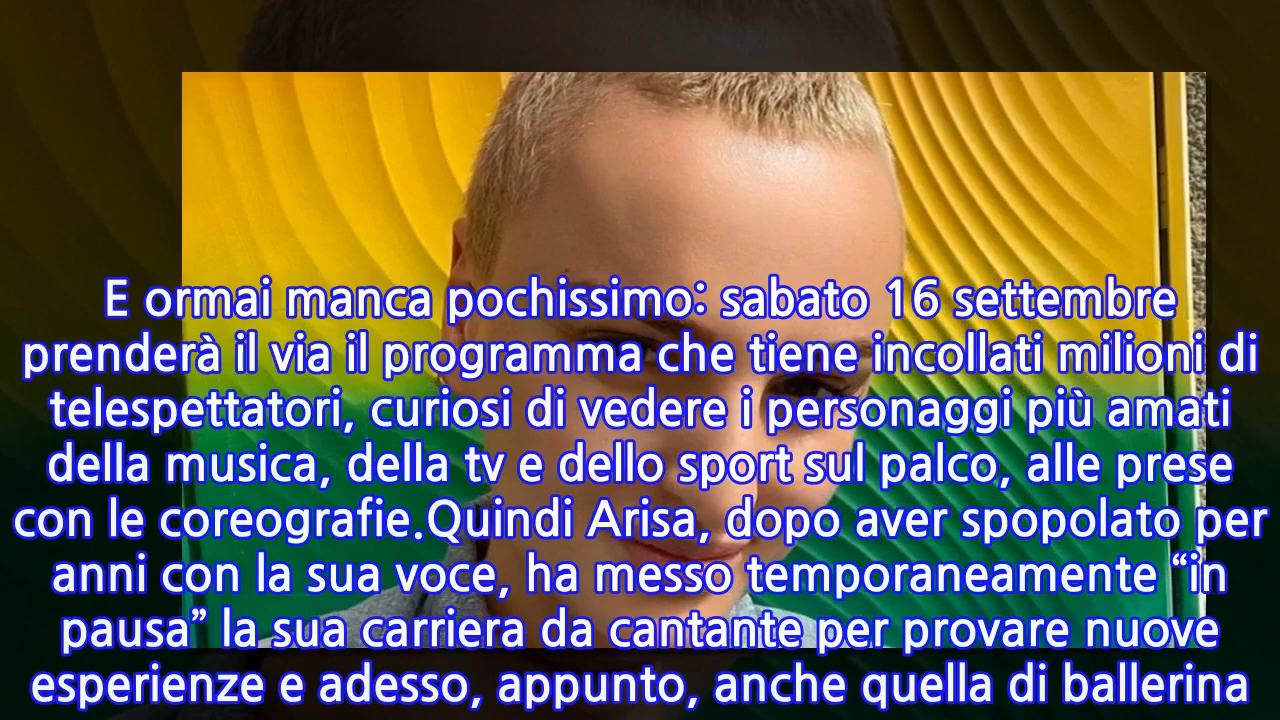 E ormai manca pochissimo: sabato 16 settembre
prenderà il via il programma che tiene incollati milioni di
telespettatori, curiosi di vedere i personaggi più amati
della musica, della tv e dello sport sul palco, alle prese
con le coreografie.Quindi Arisa, dopo aver spopolato per
anni con la sua voce, ha messo temporaneamente “in
pausa” la sua carriera da cantante per provare nuove
esperienze e adesso, appunto, anche quella di ballerina